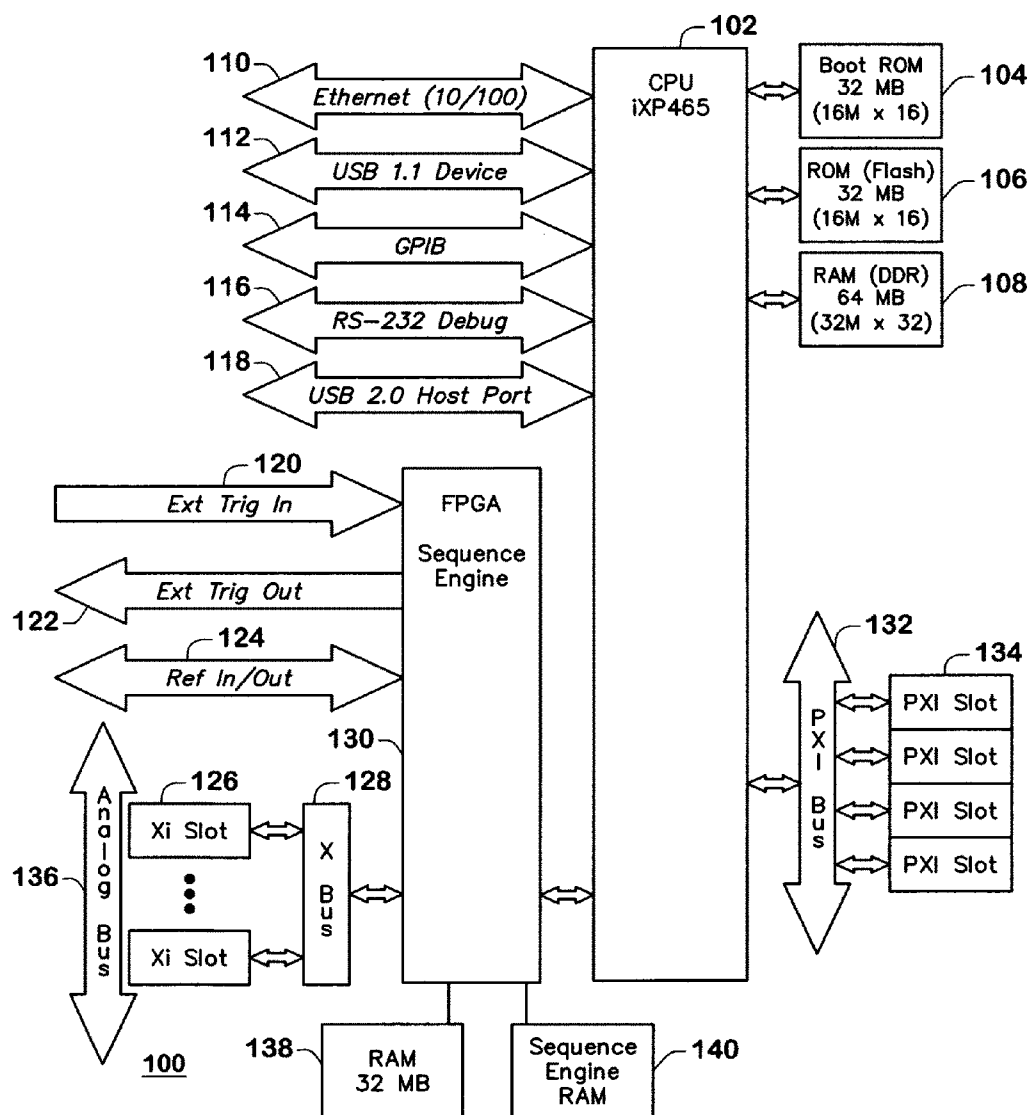 102
CPU
iXP465
110
Ethernet (10/100)
112
USB 1.1 Device
114
GPIB
116
RS-232 Debug
118
USB 2.0 Host Port
Boot ROM
32 MB
(16M x 16)
104
ROM (Flash)
32 MB
(16M x 16)
106
RAM (DDR)
64 MB
(32M x 32)
108
120
Ext Trig In
FPGA
Sequence
Engine
Ext Trig Out
122
124
Ref In/Out
130
132
PXI Bus
134
PXI Slot
PXI Slot
PXI Slot
PXI Slot
Analog Bus
136
126
Xi Slot
Xi Slot
128
X Bus
100
138
RAM
32 MB
Sequence
Engine
RAM
140